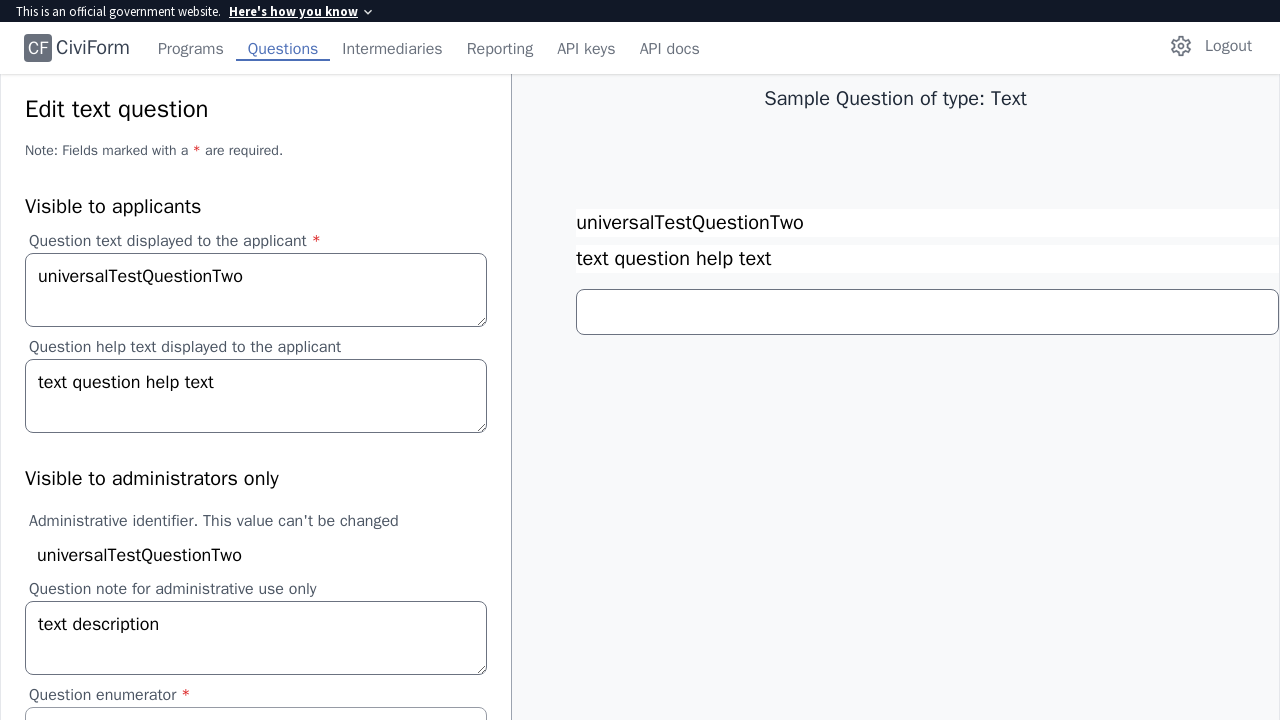 This is an official government website. Here's how you know
CF CiviForm Programs Questions Intermediaries Reporting API keys API docs Logout
Edit text question
Note: Fields marked with a * are required.
Visible to applicants
Question text displayed to the applicant *
universalTestQuestionTwo
Question help text displayed to the applicant
text question help text
Visible to administrators only
Administrative identifier. This value can't be changed
universalTestQuestionTwo
Question note for administrative use only
text description
Question enumerator *
Sample Question of type: Text
universalTestQuestionTwo
text question help text